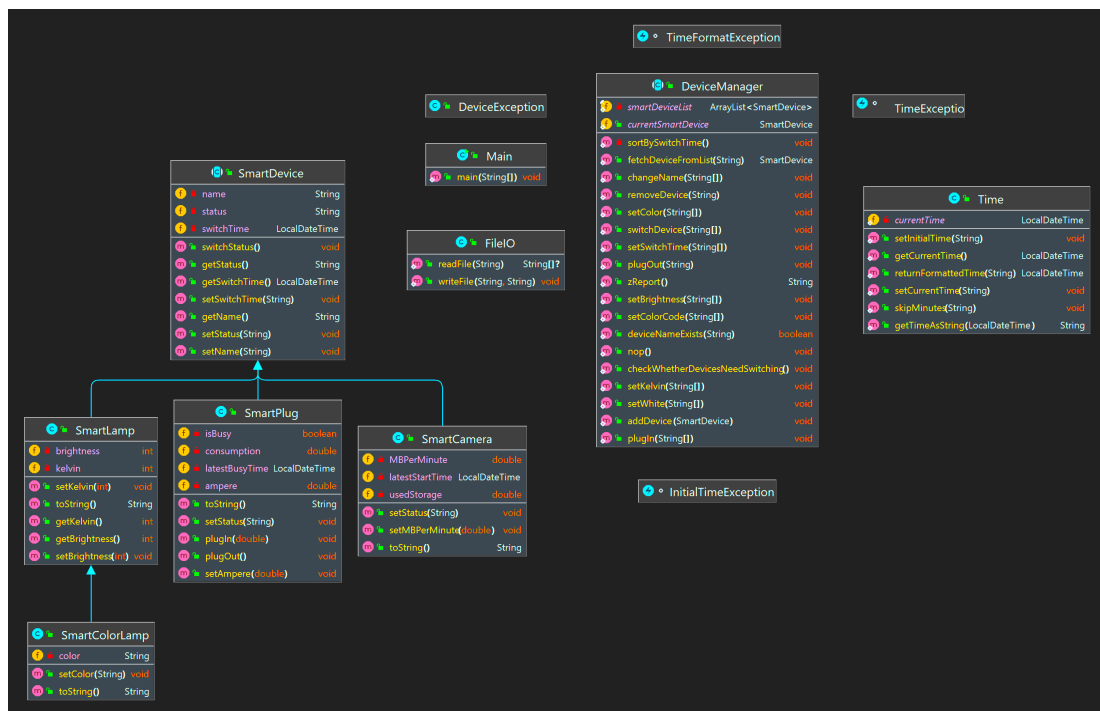 TimeFormatException
DeviceManager
smartDeviceList ArrayList<SmartDevice>
currentSmartDevice SmartDevice
sortBySwitchTime() void
fetchDeviceFromList(String) SmartDevice
changeName(String[]) void
removeDevice(String) void
setColor(String[]) void
switchDevice(String[]) void
setSwitchTime(String[]) void
plugOut(String) void
zReport() String
setBrightness(String[]) void
setColorCode(String[]) void
deviceNameExists(String) boolean
nop() void
checkWhetherDevicesNeedSwitching() void
setKelvin(String[]) void
setWhite(String[]) void
addDevice(SmartDevice) void
plugIn(String[]) void
DeviceException
TimeExceptio
Main
main(String[]) void
SmartDevice
name String
status String
switchTime LocalDateTime
switchStatus() void
getStatus() String
getSwitchTime() LocalDateTime
setSwitchTime(String) void
getName() String
setStatus(String) void
setName(String) void
Time
currentTime LocalDateTime
setInitialTime(String) void
getCurrentTime() LocalDateTime
returnFormattedTime(String) LocalDateTime
setCurrentTime(String) void
skipMinutes(String) void
getTimeAsString(LocalDateTime) String
FileIO
readFile(String) String[]?
writeFile(String, String) void
SmartLamp
brightness int
kelvin int
setKelvin(int) void
toString() String
getKelvin() int
getBrightness() int
setBrightness(int) void
SmartPlug
isBusy boolean
consumption double
latestBusyTime LocalDateTime
ampere double
toString() String
setStatus(String) void
plugIn(double) void
plugOut() void
setAmpere(double) void
SmartCamera
MBPerMinute double
latestStartTime LocalDateTime
usedStorage double
setStatus(String) void
setMBPerMinute(double) void
toString() String
InitialTimeException
SmartColorLamp
color String
setColor(String) void
toString() String